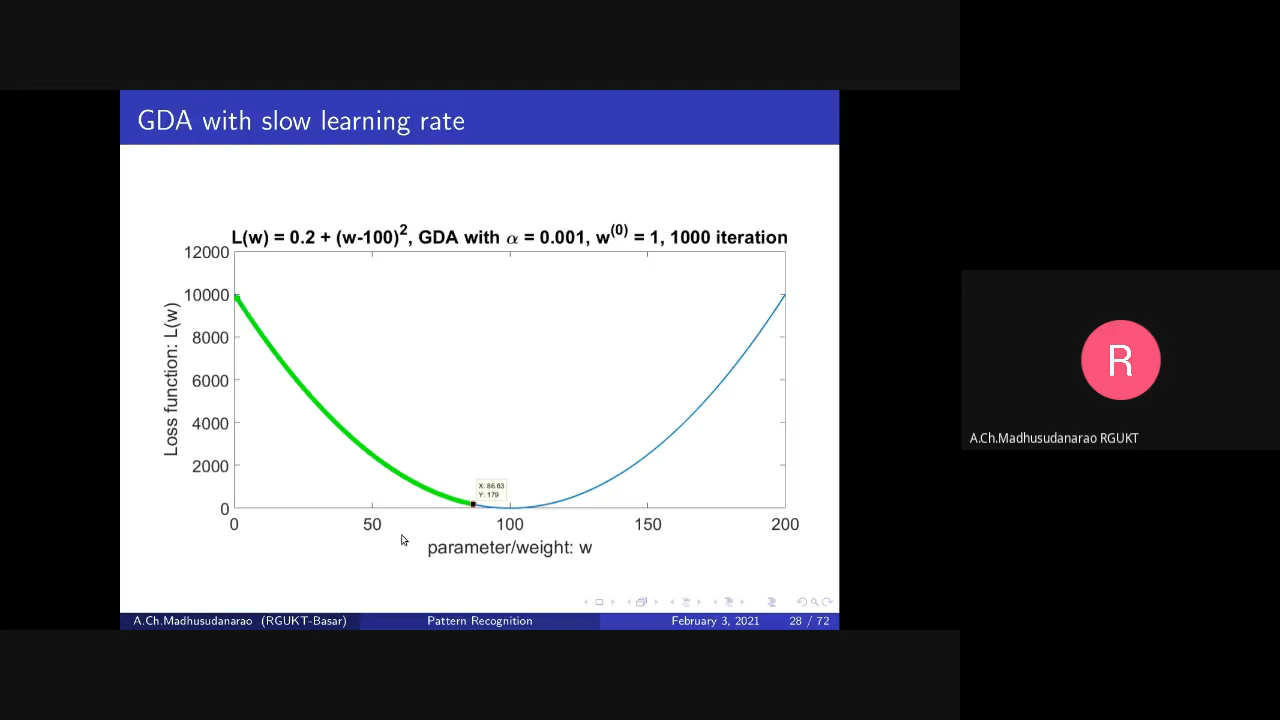 GDA with slow learning rate
L(w) = 0.2 + (w-100)^2, GDA with α = 0.001, w^(0) = 1, 1000 iteration
12000
10000
8000
6000
4000
2000
0
Loss function: L(w)
X: 86.63
Y: 179
0 50 100 150 200
parameter/weight: w
A.Ch.Madhusudanarao (RGUKT-Basar) Pattern Recognition February 3, 2021 28 / 72
R
A.Ch.Madhusudanarao RGUKT